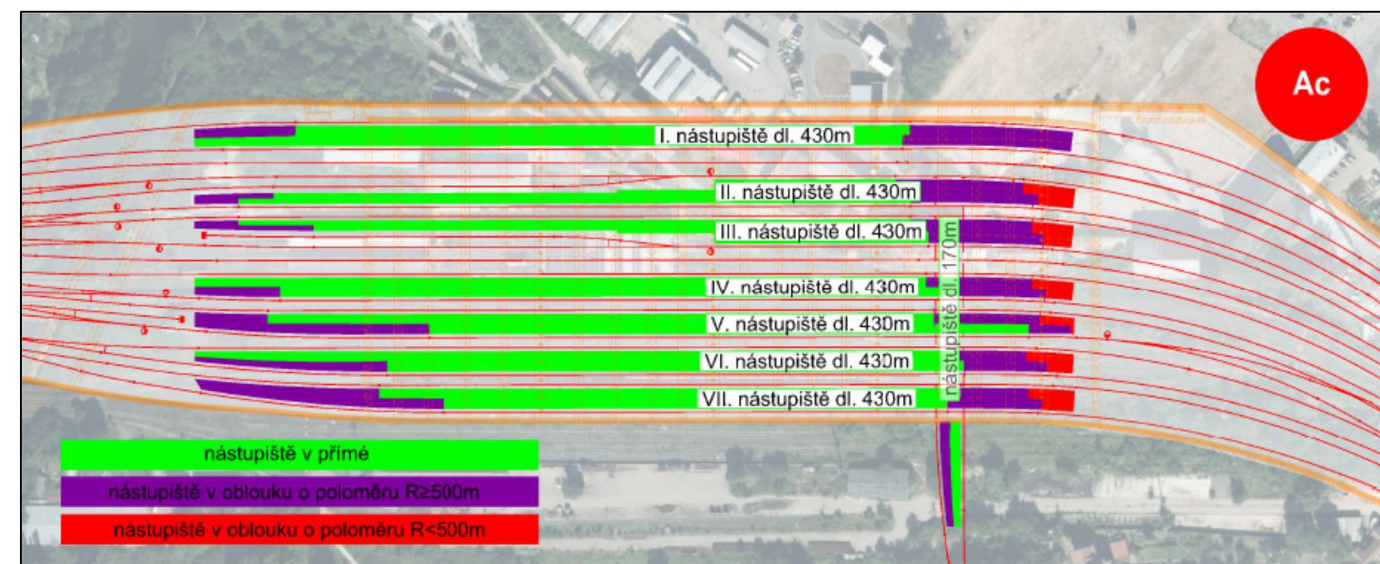 Ac
I. nástupiště dl. 430m
II. nástupiště dl. 430m
III. nástupiště dl. 430m
nástupiště dl. 170m
IV. nástupiště dl. 430m
V. nástupiště dl. 430m
VI. nástupiště dl. 430m
VII. nástupiště dl. 430m
nástupiště v přímé
nástupiště v oblouku o poloměru R≥500m
nástupiště v oblouku o poloměru R<500m